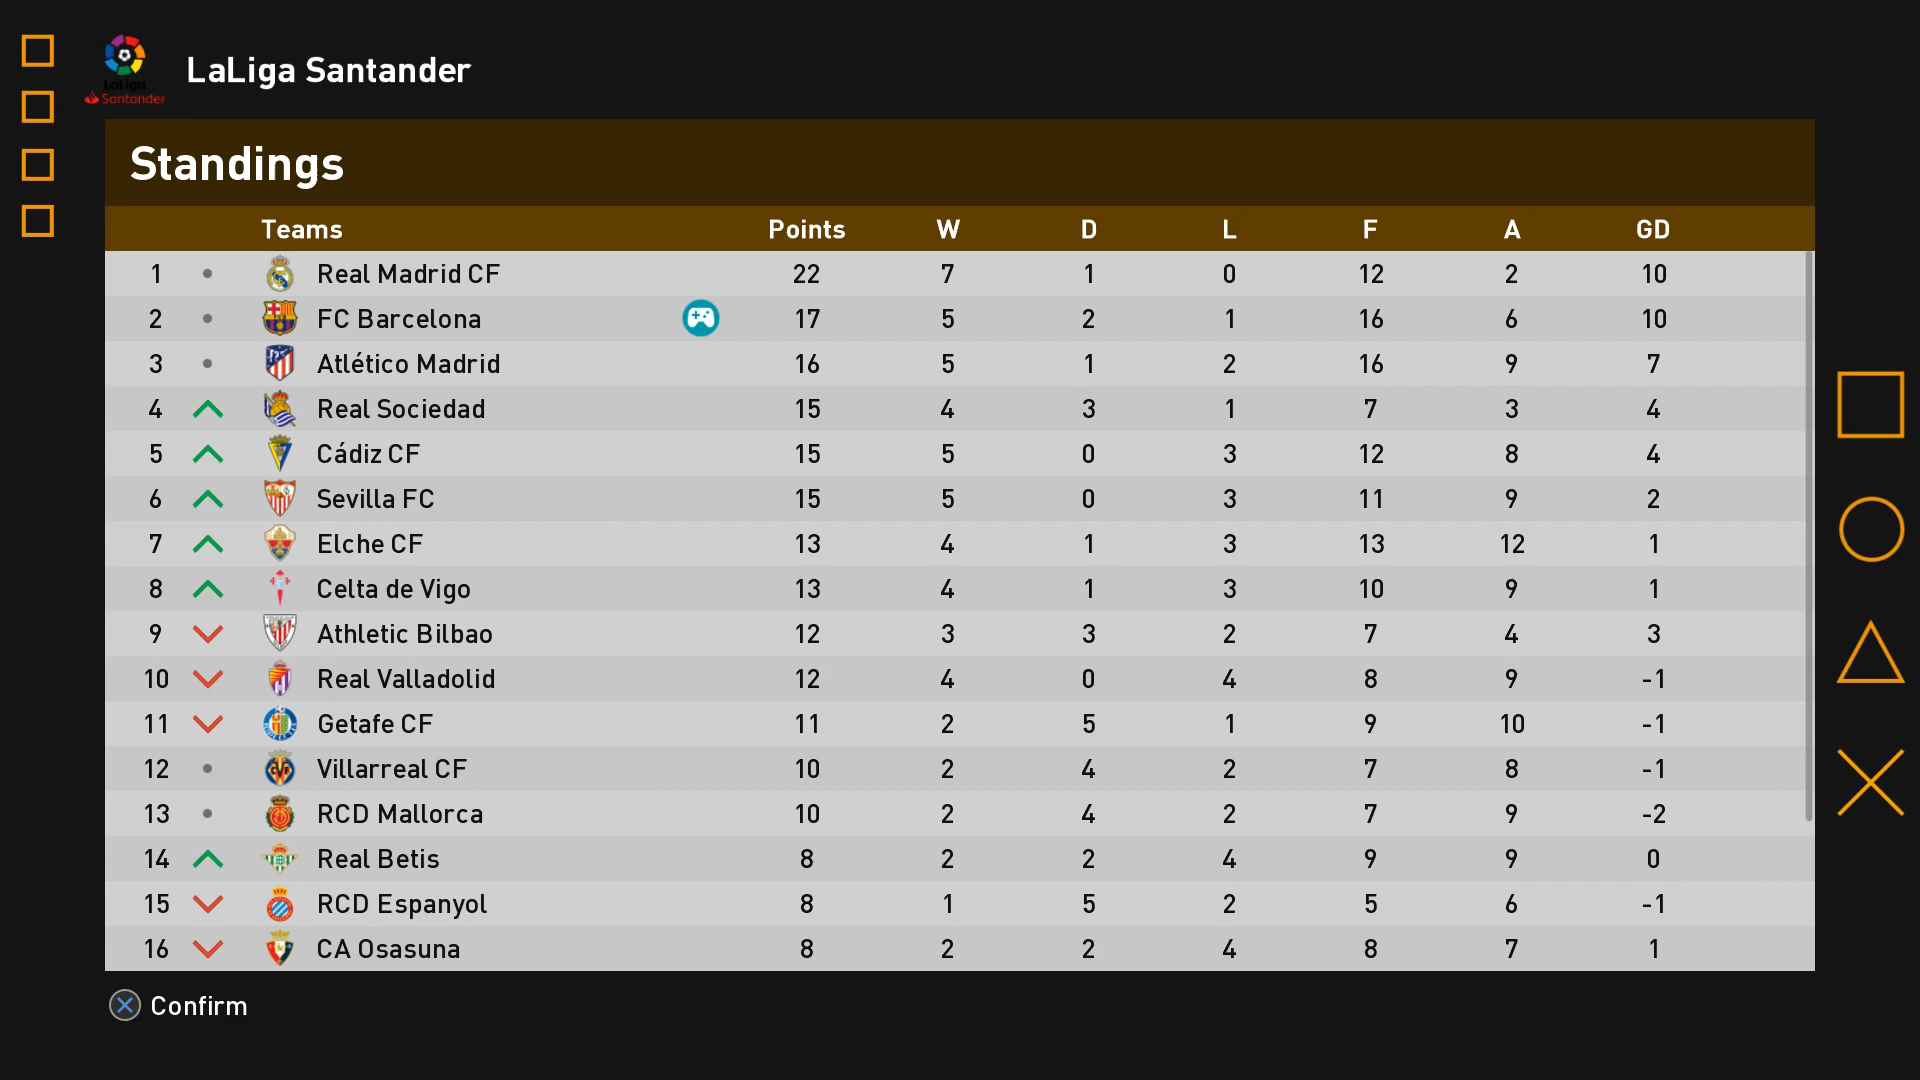 LaLiga
Santander
LaLiga Santander
Standings
Teams Points W D L F A GD
1 Real Madrid CF 22 7 1 0 12 2 10
2 FC Barcelona 17 5 2 1 16 6 10
3 Atlético Madrid 16 5 1 2 16 9 7
4 Real Sociedad 15 4 3 1 7 3 4
5 Cádiz CF 15 5 0 3 12 8 4
6 Sevilla FC 15 5 0 3 11 9 2
7 Elche CF 13 4 1 3 13 12 1
8 Celta de Vigo 13 4 1 3 10 9 1
9 Athletic Bilbao 12 3 3 2 7 4 3
10 Real Valladolid 12 4 0 4 8 9 -1
11 Getafe CF 11 2 5 1 9 10 -1
12 Villarreal CF 10 2 4 2 7 8 -1
13 RCD Mallorca 10 2 4 2 7 9 -2
14 Real Betis 8 2 2 4 9 9 0
15 RCD Espanyol 8 1 5 2 5 6 -1
16 CA Osasuna 8 2 2 4 8 7 1
Confirm